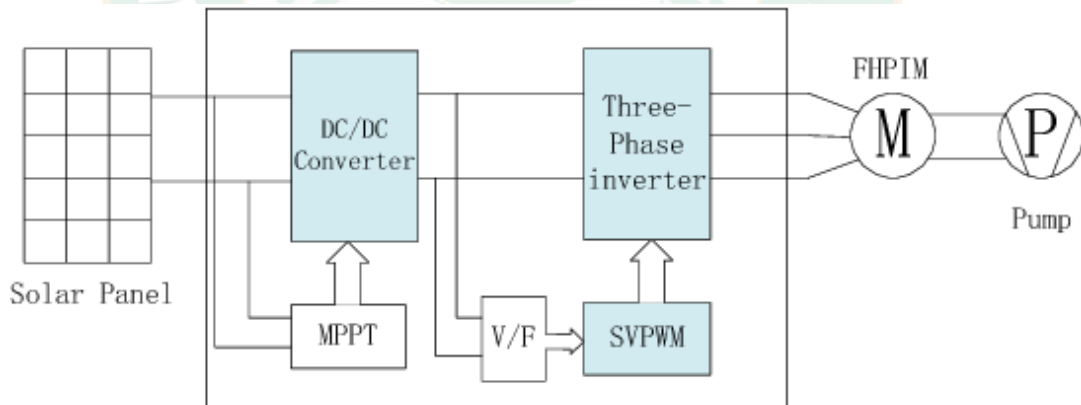 FHPIM
DC/DC
Converter
Three-
Phase
inverter
M
P
Pump
Solar Panel
MPPT
V/F
SVPWM